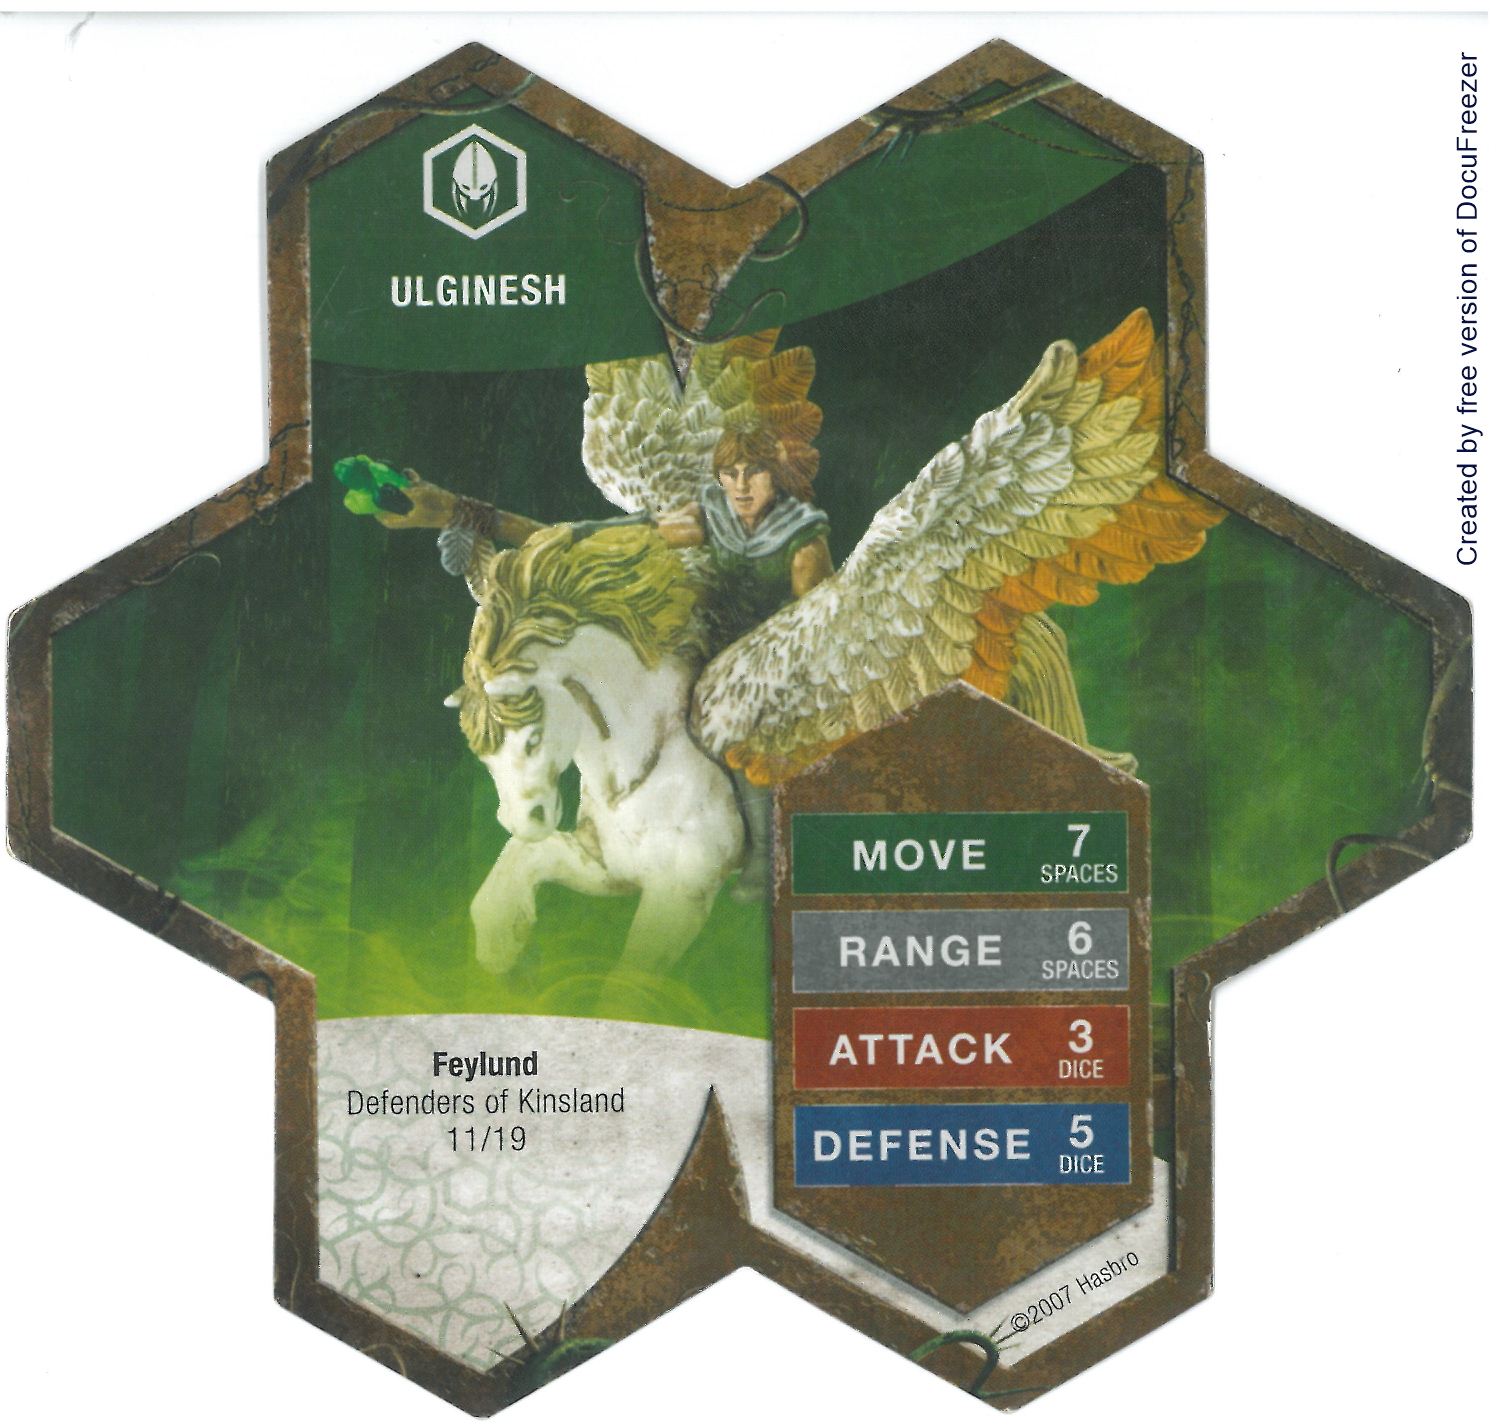 ULGINESH
MOVE 7 SPACES
RANGE 6 SPACES
ATTACK 3 DICE
DEFENSE 5 DICE
Feylund
Defenders of Kinsland
11/19
©2007 Hasbro
Created by free version of DocuFreezer